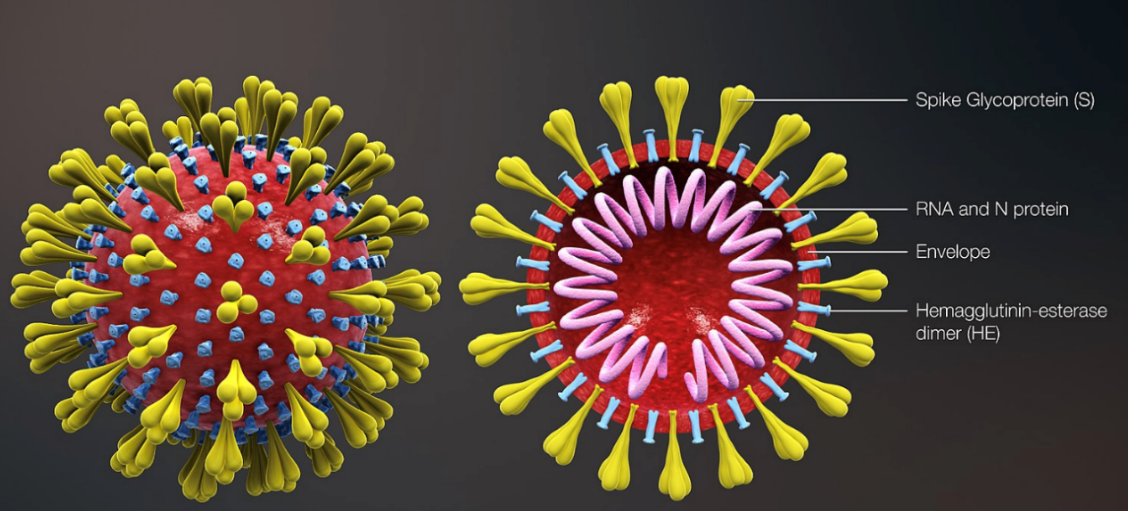 Spike Glycoprotein (S)
RNA and N protein
Envelope
Hemagglutinin-esterase
dimer (HE)